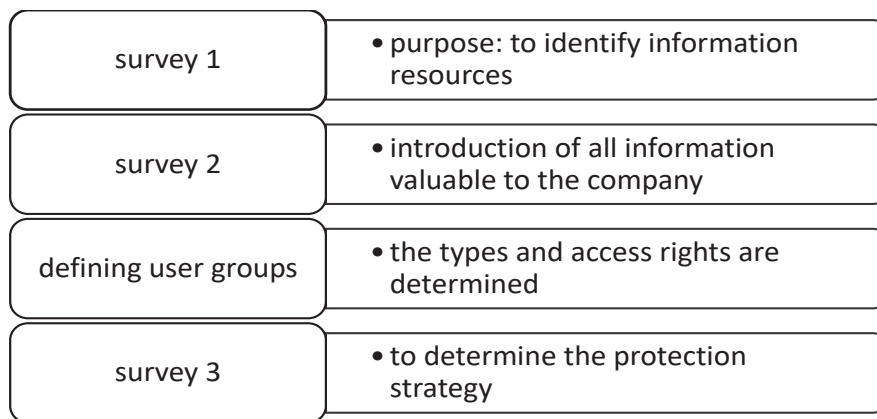 survey 1
• purpose: to identify information
resources
survey 2
• introduction of all information
valuable to the company
defining user groups
• the types and access rights are
determined
survey 3
• to determine the protection
strategy